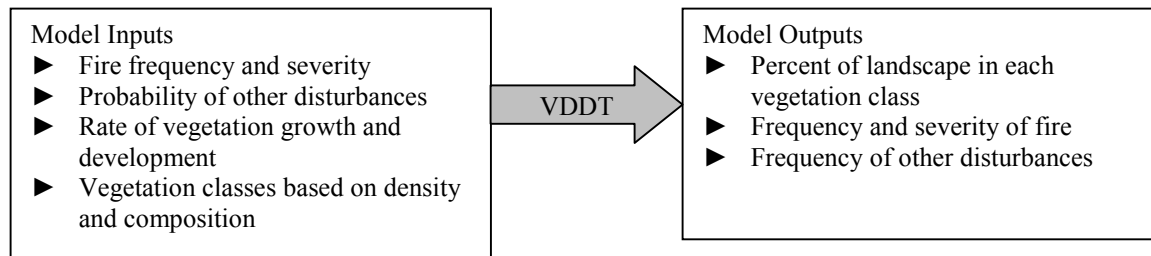 Model Inputs
► Fire frequency and severity
► Probability of other disturbances
► Rate of vegetation growth and
development
► Vegetation classes based on density
and composition
VDDT
Model Outputs
► Percent of landscape in each
vegetation class
► Frequency and severity of fire
► Frequency of other disturbances